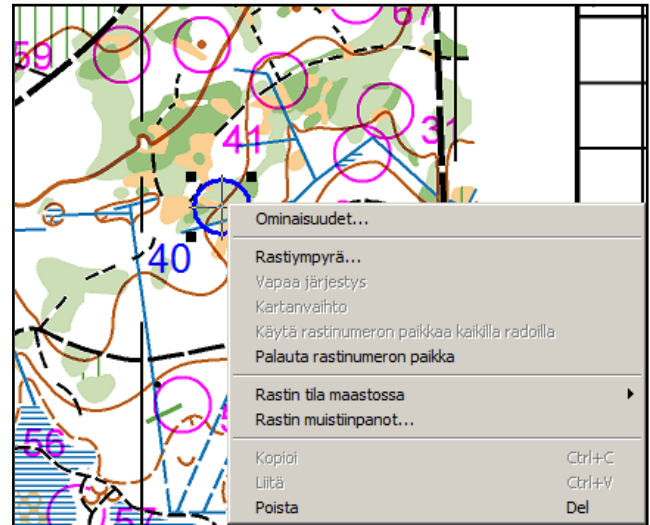 67
59
41
31
40
Ominaisuudet...
Rastiympyrä...
Vapaa järjestys
Kartanvaihto
Käytä rastinumeron paikkaa kaikilla radoilla
Palauta rastinumeron paikka
Rastin tila maastossa
Rastin muistiinpanot...
56
Kopioi Ctrl+C
Liitä Ctrl+V
57
Poista Del